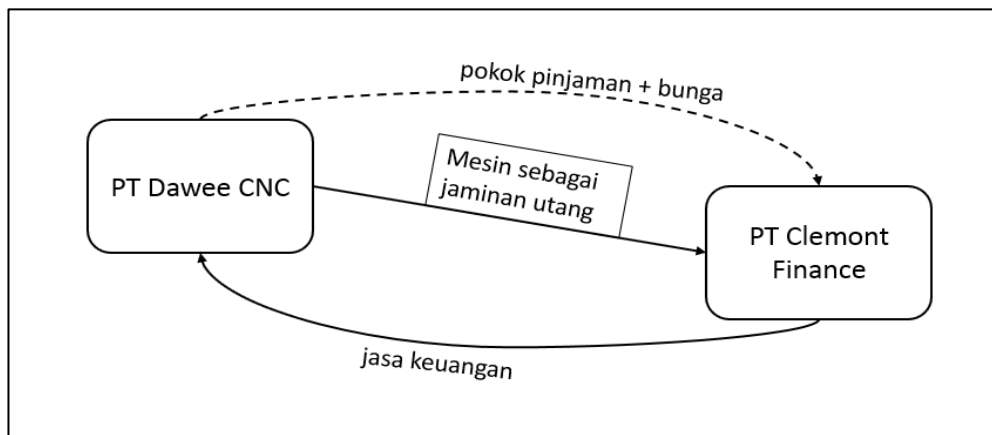 pokok pinjaman + bunga
PT Dawee CNC
Mesin sebagai
jaminan utang
PT Clemont
Finance
jasa keuangan